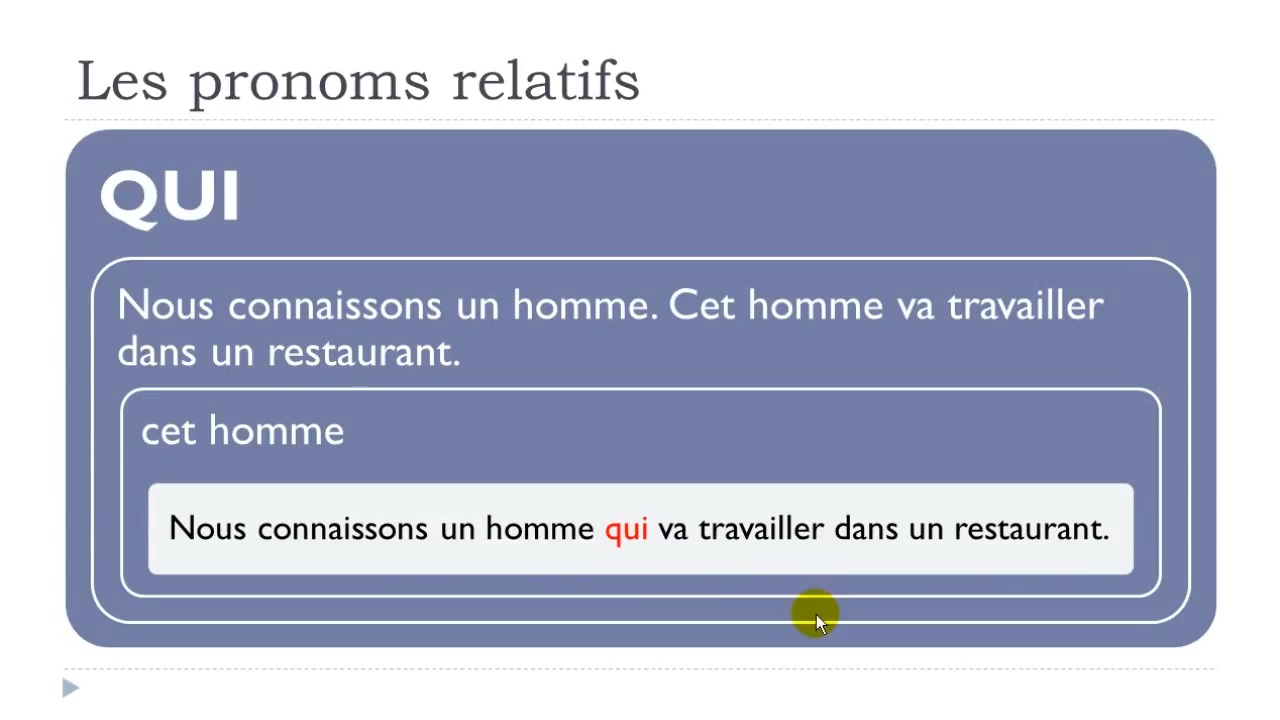 Les pronoms relatifs
QUI
Nous connaissons un homme. Cet homme va travailler
dans un restaurant.
cet homme
Nous connaissons un homme qui va travailler dans un restaurant.